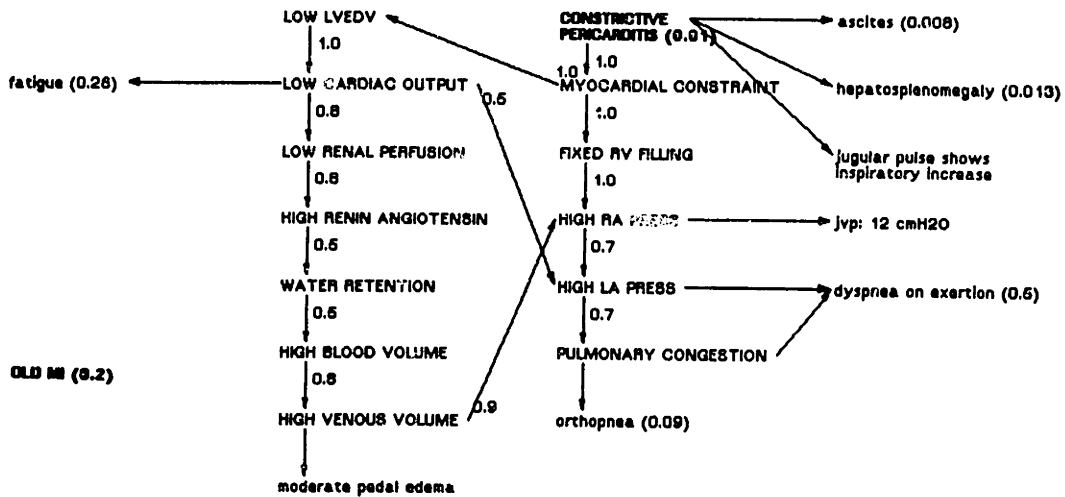 LOW LVEDV
1.0
LOW CARDIAC OUTPUT
fatigue (0.26)
0.8
0.5
LOW RENAL PERFUSION
0.8
HIGH RENIN ANGIOTENSIN
0.5
WATER RETENTION
0.5
HIGH BLOOD VOLUME
0.8
OLD MI
HIGH VENOUS VOLUME
0.9
moderate pedal edema
CONSTRICTIVE
PERICARDITIS (0.01)
1.0
1.0
MYOCARDIAL CONSTRAINT
1.0
FIXED RV FILLING
1.0
HIGH RA PRESS
0.7
HIGH LA PRESS
0.7
PULMONARY CONGESTION
orthopnea (0.09)
ascites (0.008)
hepatosplenomegaly (0.013)
jugular pulse shows
inspiratory increase
jvp: 12 cmH2O
dyspnea on exertion (0.5)